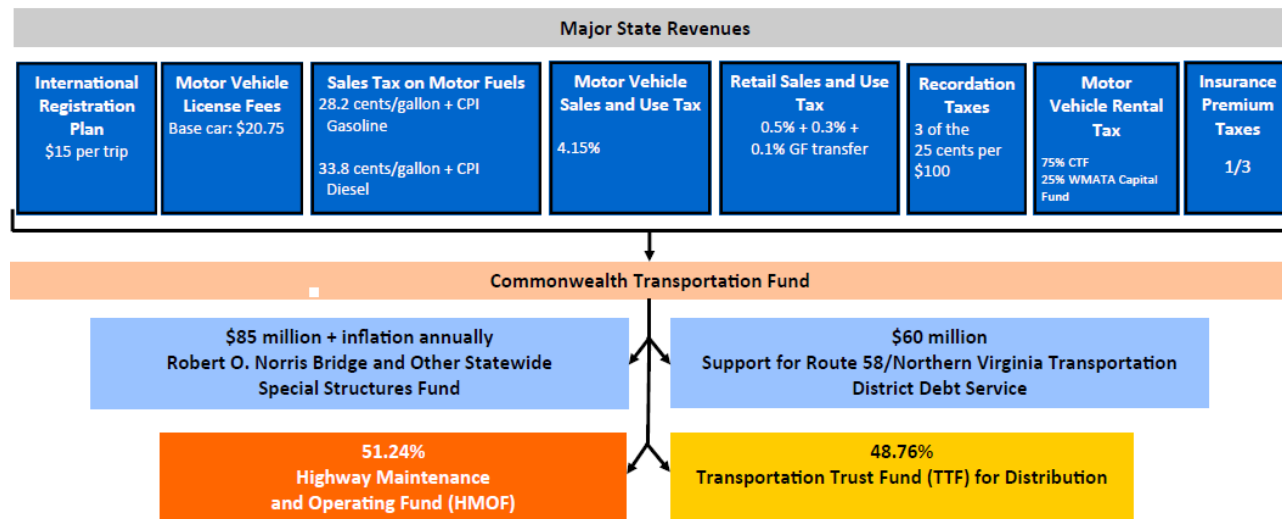 Major State Revenues
International
Registration
Plan
$15 per trip
Motor Vehicle
License Fees
Base car: $20.75
Sales Tax on Motor Fuels
28.2 cents/gallon + CPI
Gasoline
33.8 cents/gallon + CPI
Diesel
Motor Vehicle
Sales and Use Tax
4.15%
Retail Sales and Use
Tax
0.5% + 0.3% +
0.1% GF transfer
Recordation
Taxes
3 of the
25 cents per
$100
Motor
Vehicle Rental
Tax
75% CTF
25% WMATA Capital
Fund
Insurance
Premium
Taxes
1/3
Commonwealth Transportation Fund
$85 million + inflation annually
Robert O. Norris Bridge and Other Statewide
Special Structures Fund
$60 million
Support for Route 58/Northern Virginia Transportation
District Debt Service
51.24%
Highway Maintenance
and Operating Fund (HMOF)
48.76%
Transportation Trust Fund (TTF) for Distribution